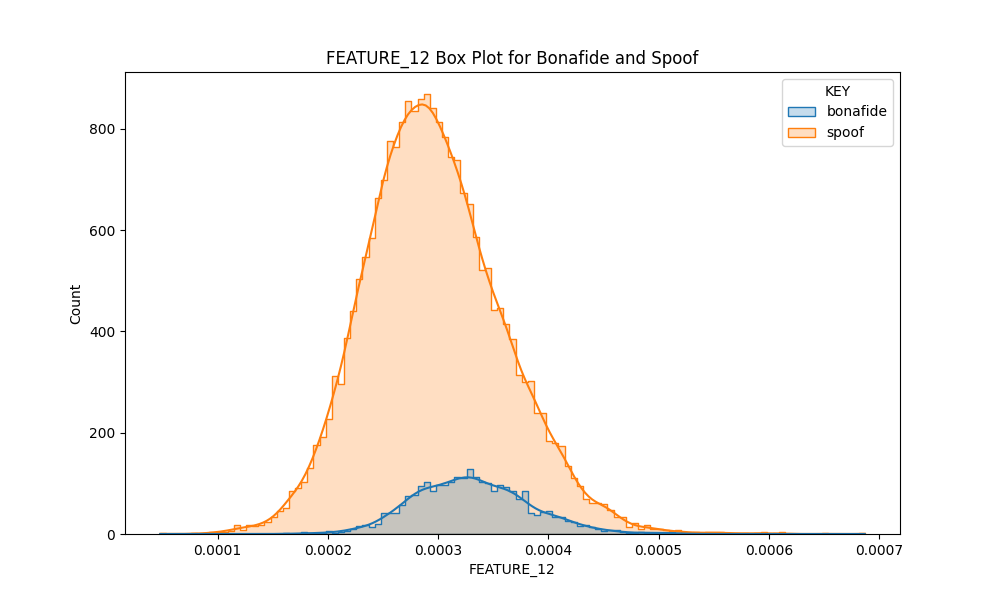 FEATURE_12 Box Plot for Bonafide and Spoof
KEY
bonafide
spoof
Count
800
600
400
200
0
0.0001 0.0002 0.0003 0.0004 0.0005 0.0006 0.0007
FEATURE_12